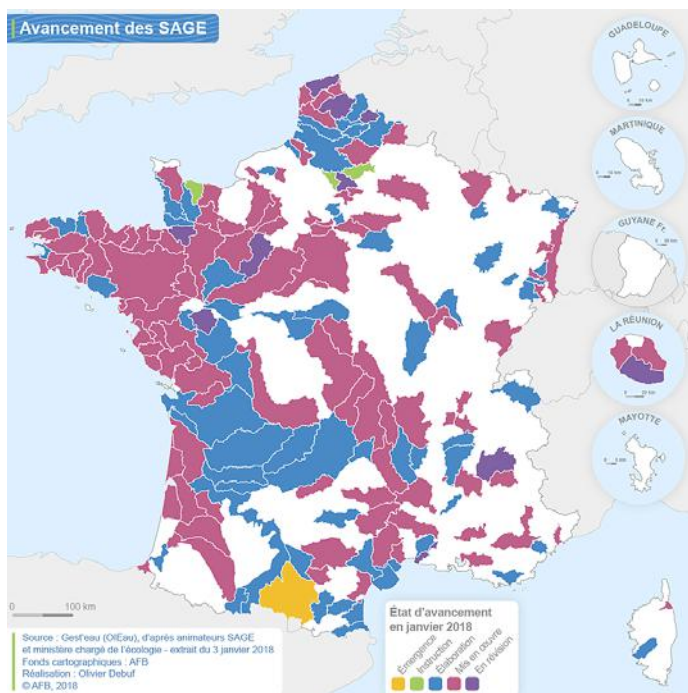 Avancement des SAGE
GUADELOUPE
MARTINIQUE
GUYANE Fr.
LA RÉUNION
MAYOTTE
0 100 km
État d'avancement
en janvier 2018
Émergence
Instruction
Élaboration
Mis en œuvre
En révision
Source : Gest'eau (OIEau), d'après animateurs SAGE
et ministère chargé de l'écologie - extrait du 3 janvier 2018
Fonds cartographiques : AFB
Réalisation : Olivier Debuf
© AFB, 2018